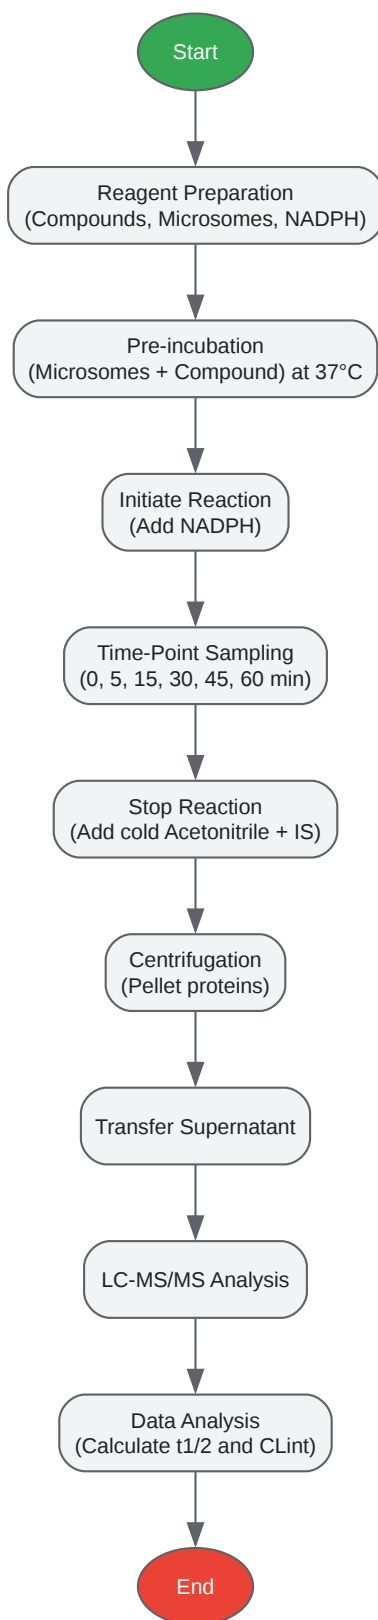 Start
Reagent Preparation
(Compounds, Microsomes, NADPH)
Pre-incubation
(Microsomes + Compound) at 37°C
Initiate Reaction
(Add NADPH)
Time-Point Sampling
(0, 5, 15, 30, 45, 60 min)
Stop Reaction
(Add cold Acetonitrile + IS)
Centrifugation
(Pellet proteins)
Transfer Supernatant
LC-MS/MS Analysis
Data Analysis
(Calculate t1/2 and CLint)
End